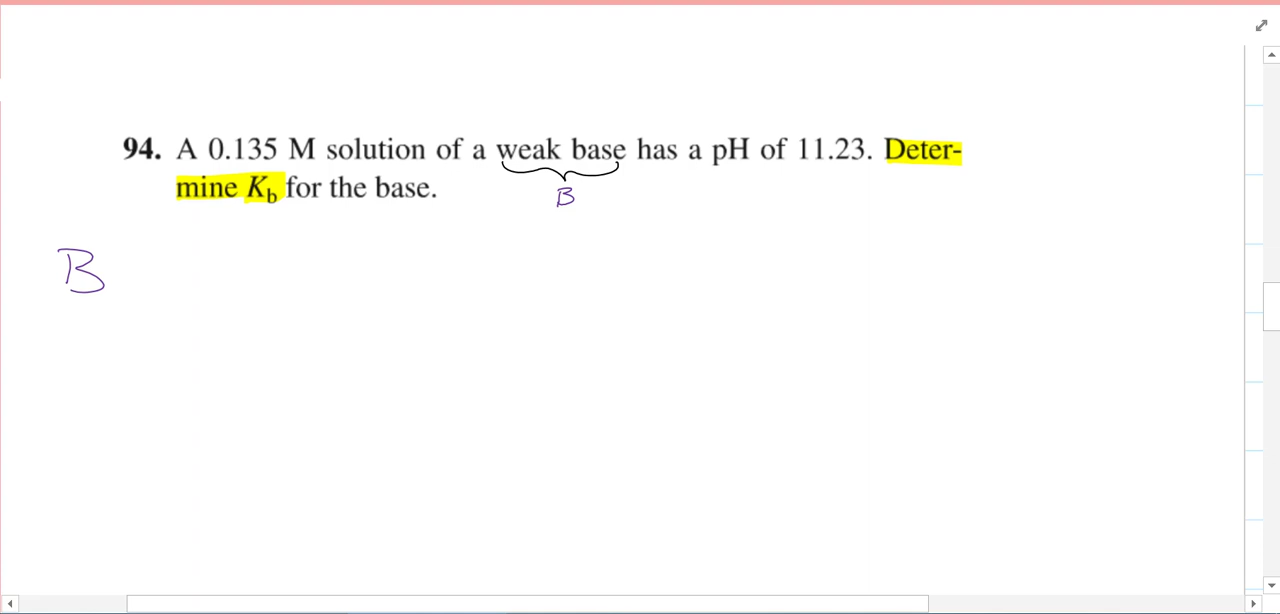 94. A 0.135 M solution of a weak base has a pH of 11.23. Deter-
mine Kb for the base.
B
B